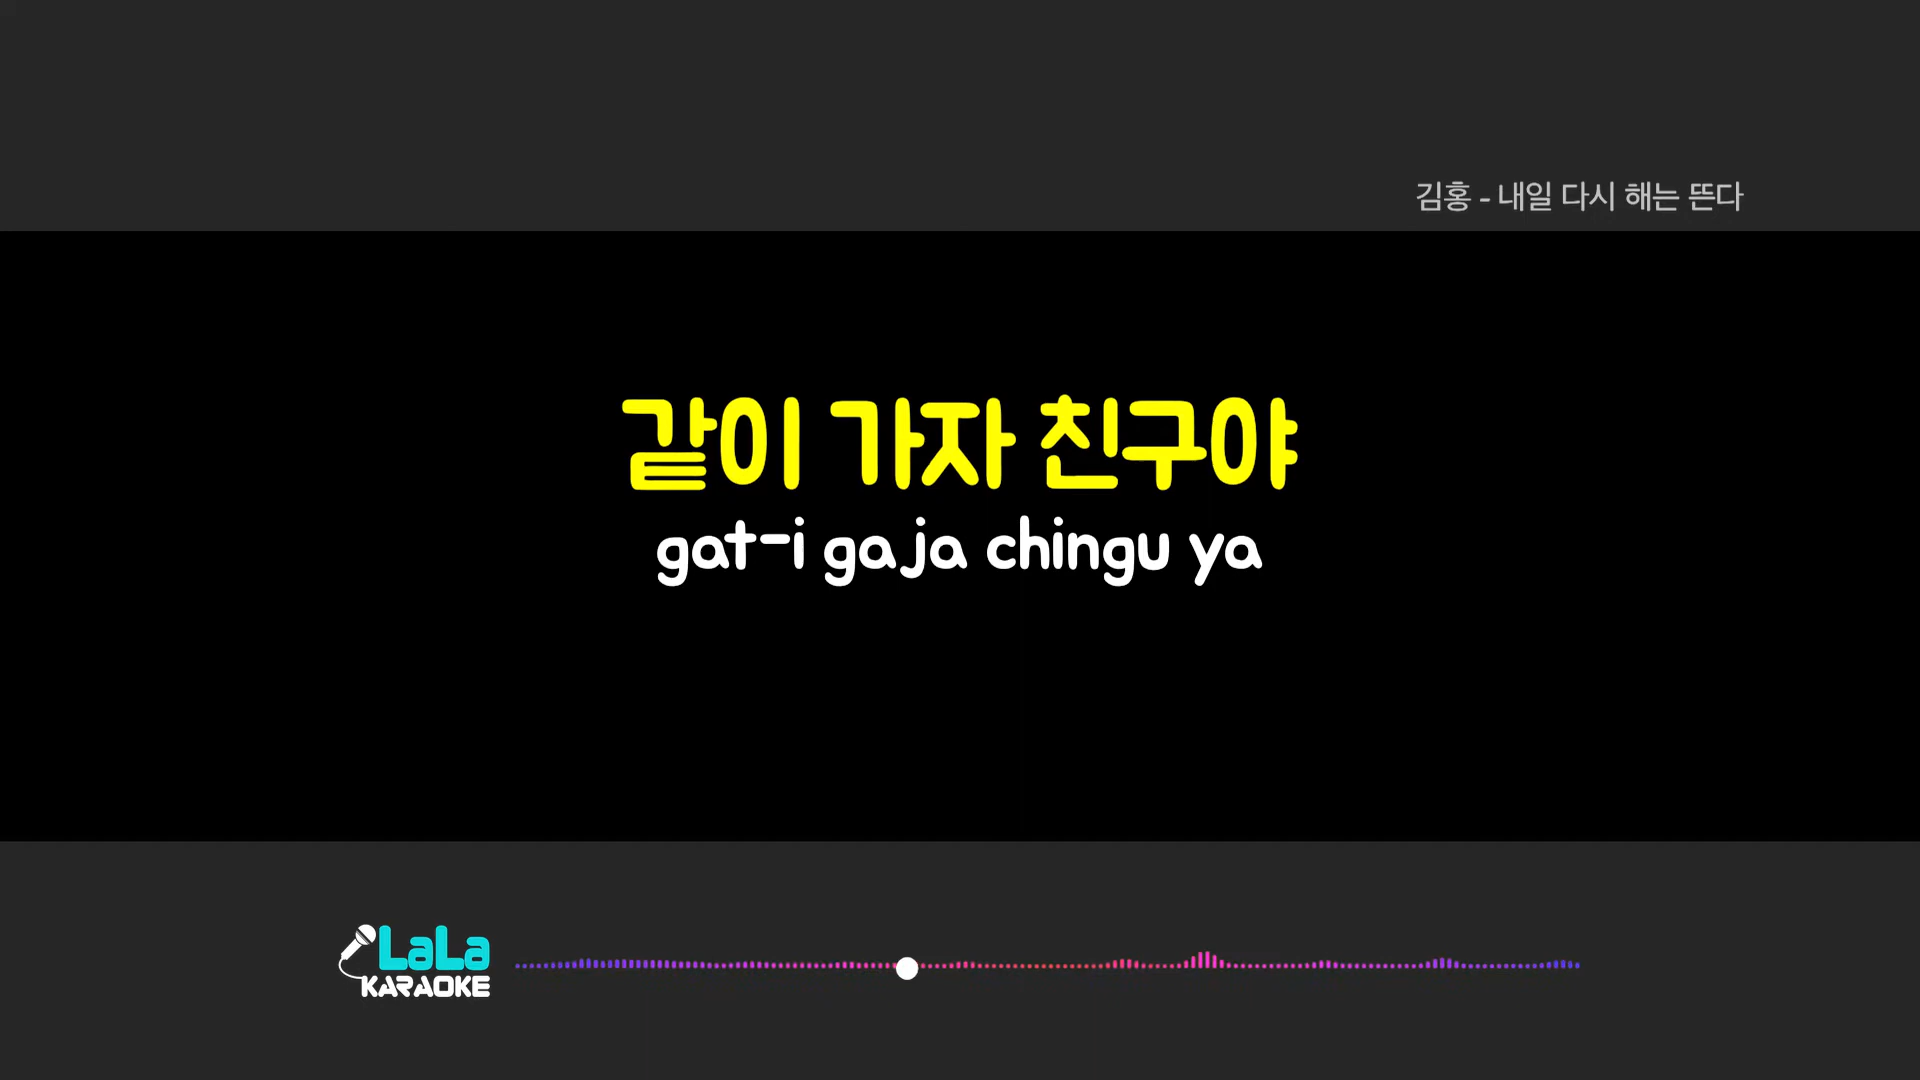 김홍 - 내일 다시 해는 뜬다
같이 가자 친구야
gat-i gaja chingu ya
LaLa
KARAOKE